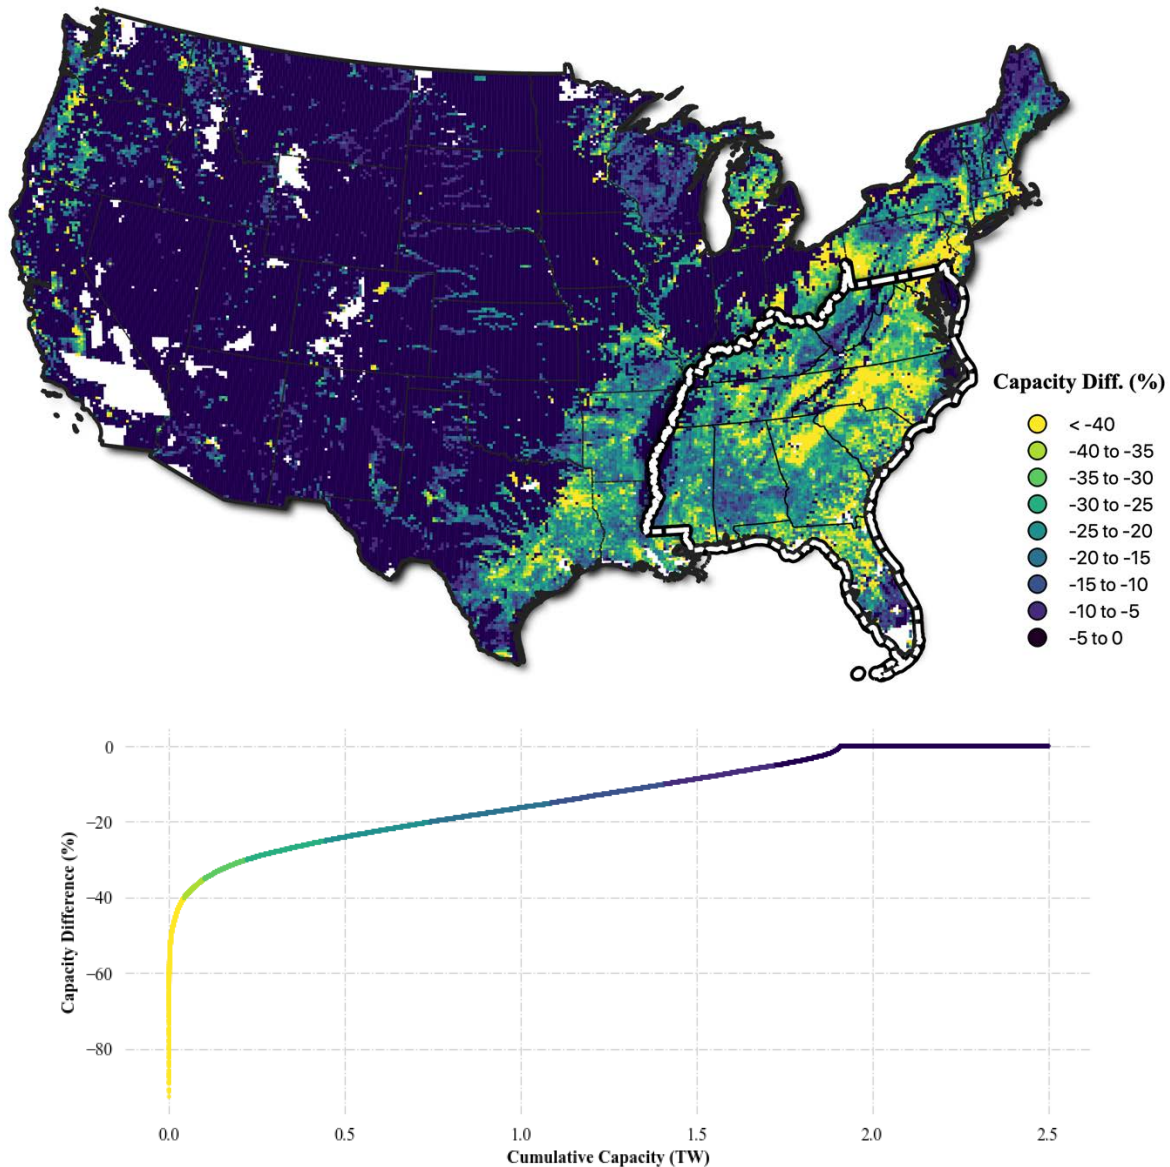 Capacity Diff. (%)
< -40
-40 to -35
-35 to -30
-30 to -25
-25 to -20
-20 to -15
-15 to -10
-10 to -5
-5 to 0
0
−20
−40
−60
−80
Capacity Difference (%)
0.0 0.5 1.0 1.5 2.0 2.5
Cumulative Capacity (TW)